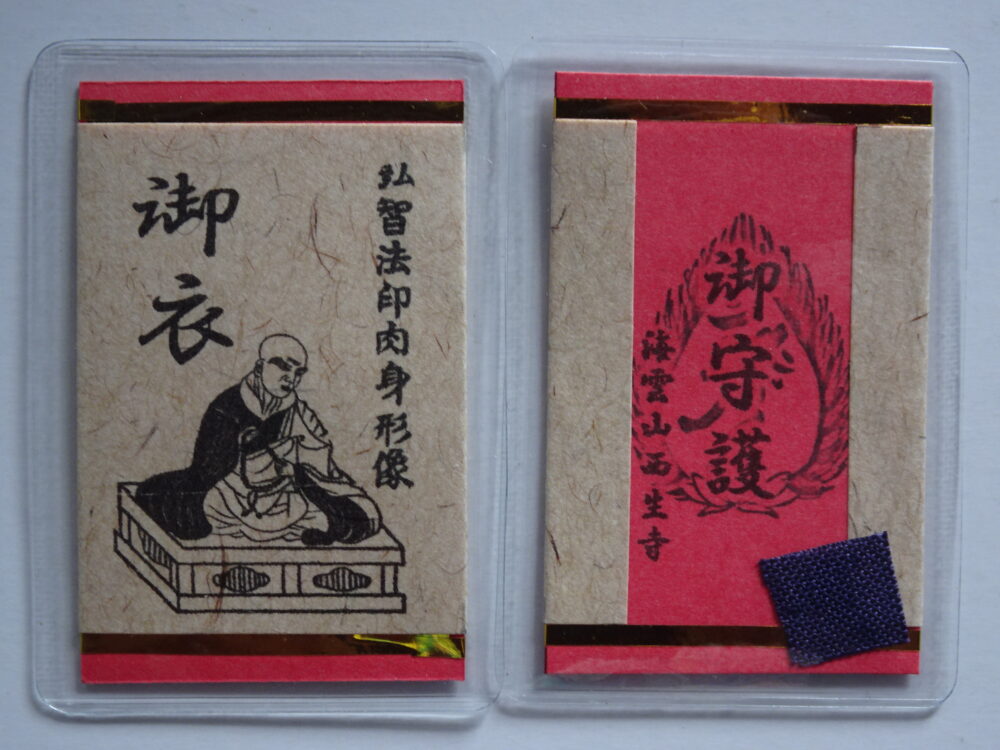 弘智法印肉身形像
御衣
御守護
海雲山西生寺